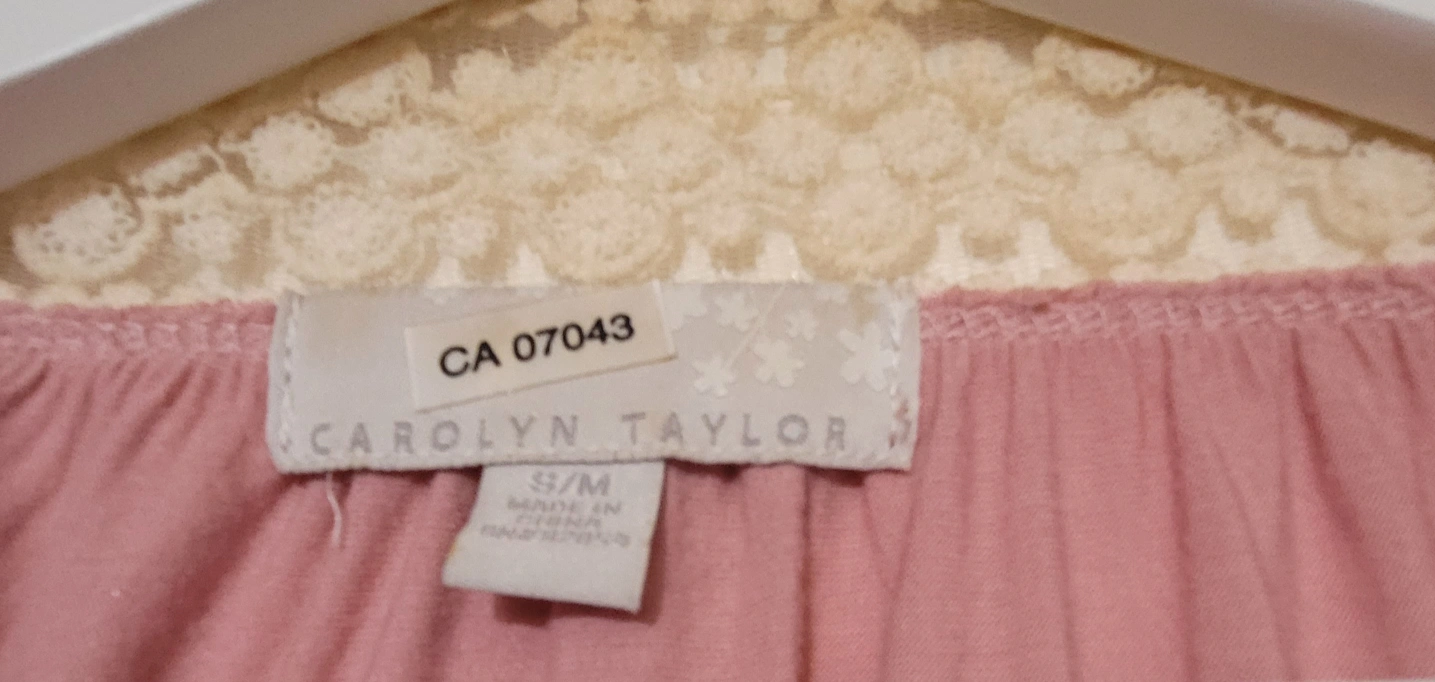 CA 07043
CAROLYN TAYLOR
S/M
MADE IN
CHINA